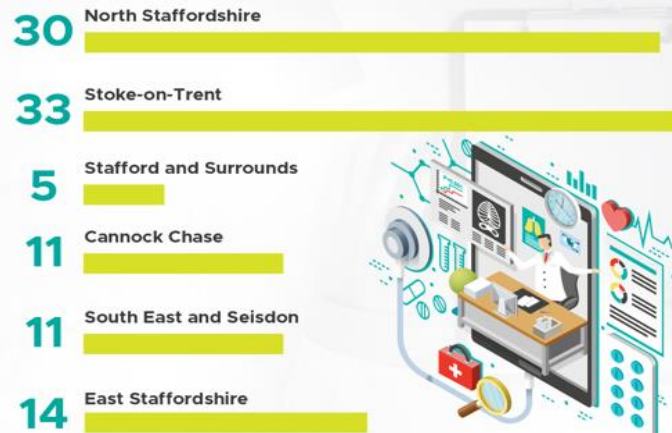 30 North Staffordshire
33 Stoke-on-Trent
5 Stafford and Surrounds
11 Cannock Chase
11 South East and Seisdon
14 East Staffordshire